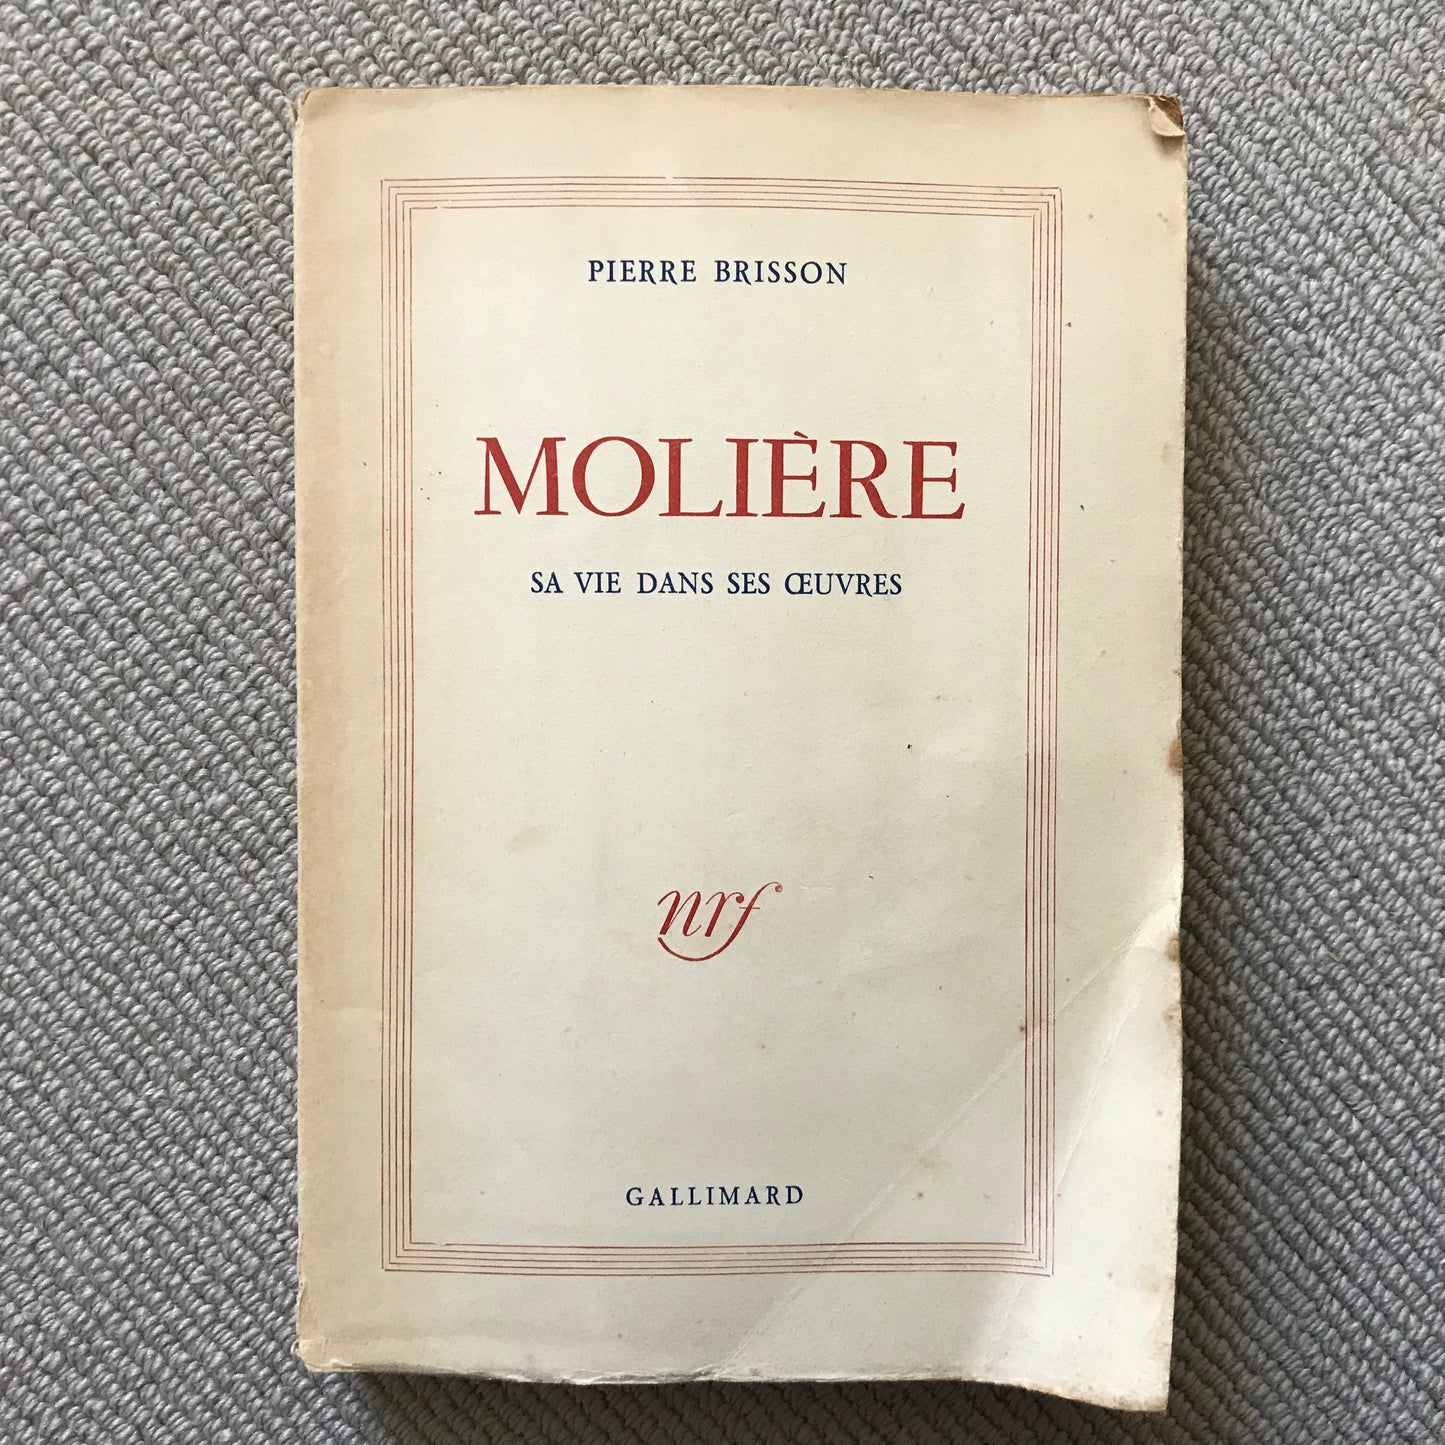 PIERRE BRISSON
MOLIÈRE
SA VIE DANS SES ŒUVRES
nrf
GALLIMARD